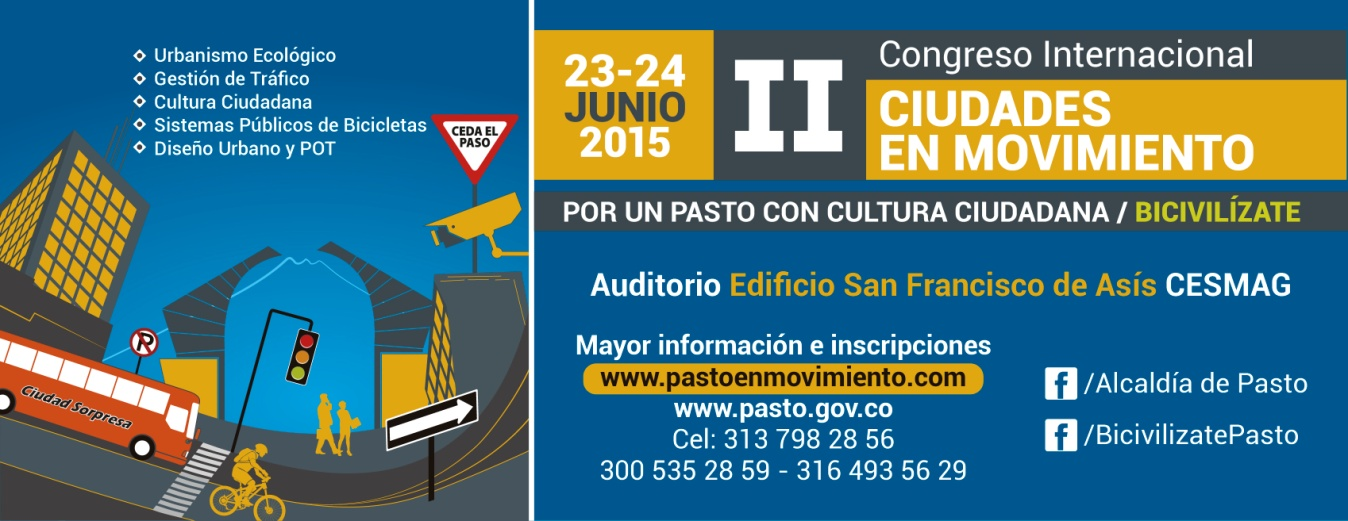 Urbanismo Ecológico
Gestión de Tráfico
Cultura Ciudadana
Sistemas Públicos de Bicicletas
Diseño Urbano y POT
CEDA EL
PASO
P
Ciudad Sorpresa
23-24
JUNIO
2015
II
Congreso Internacional
CIUDADES
EN MOVIMIENTO
POR UN PASTO CON CULTURA CIUDADANA / BICIVILÍZATE
Auditorio Edificio San Francisco de Asís CESMAG
Mayor información e inscripciones
www.pastoenmovimiento.com
www.pasto.gov.co
Cel: 313 798 28 56
300 535 28 59 - 316 493 56 29
f /Alcaldía de Pasto
f /BicivilizatePasto